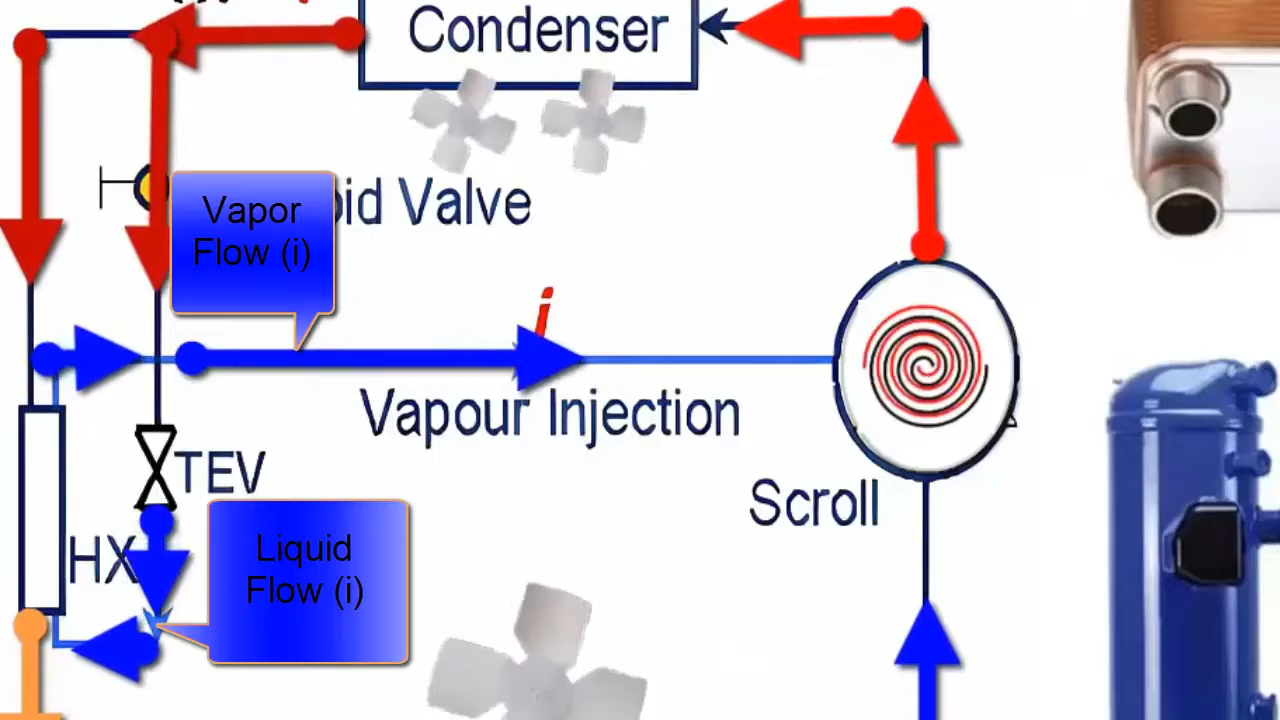 Condenser
Vapor
Flow (i)
id Valve
i
Vapour Injection
TEV
Scroll
HX
Liquid
Flow (i)